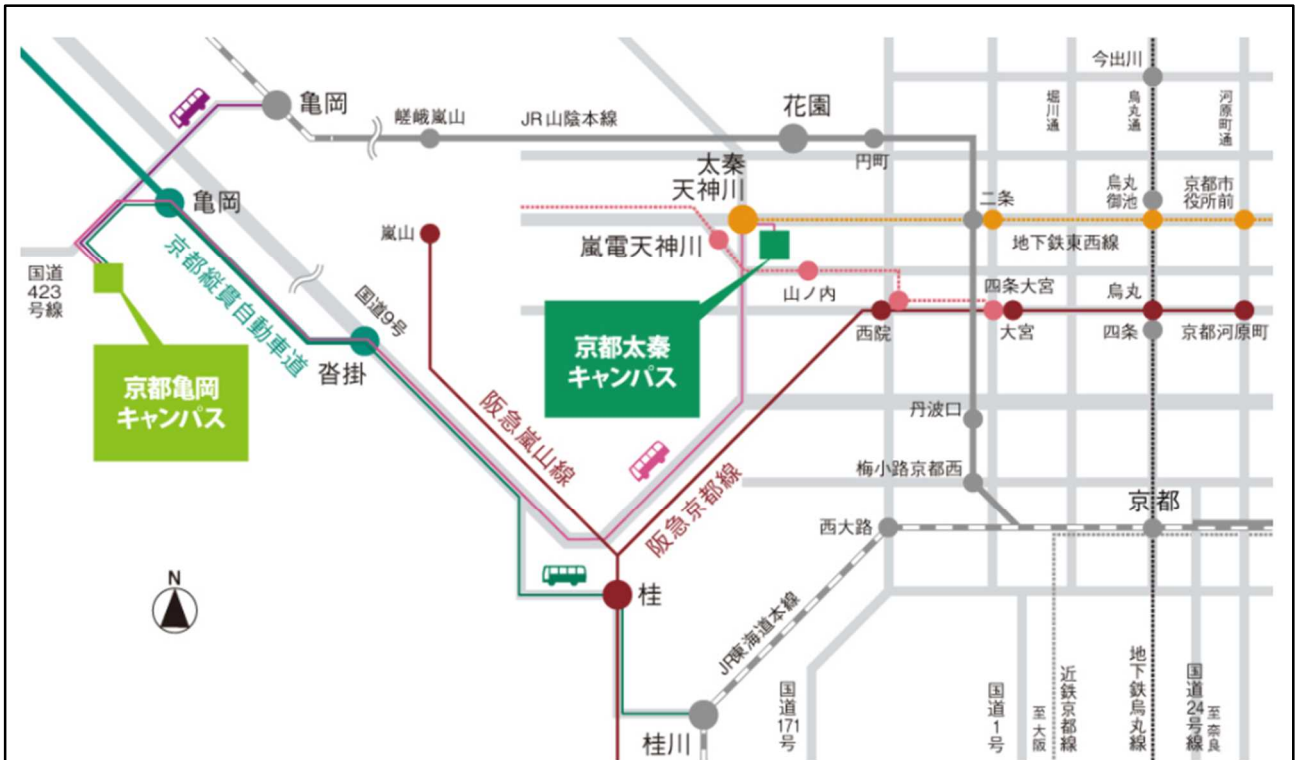 今出川
堀川通
烏丸通
河原町通
亀岡
嵯峨嵐山
JR山陰本線
花園
円町
太秦
天神川
二条
烏丸
御池
京都市
役所前
亀岡
嵐山
嵐電天神川
地下鉄東西線
国道
423
号線
京都縦貫自動車道
国道9号
山ノ内
四条大宮
烏丸
西院
大宮
四条
京都河原町
京都太秦
キャンパス
沓掛
京都亀岡
キャンパス
阪急嵐山線
丹波口
阪急京都線
梅小路京都西
京都
西大路
N
桂
JR東海道本線
桂川
国道171号
国道1号
至大阪
近鉄京都線
地下鉄烏丸線
国道24号線
至奈良